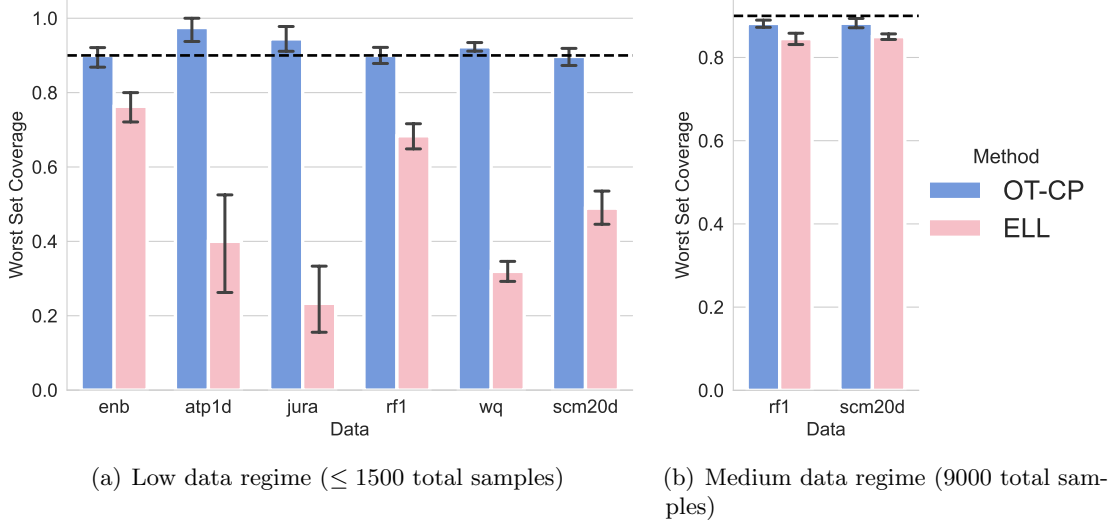 1.0
0.8
0.6
0.4
0.2
0.0
Worst Set Coverage
enb atp1d jura rf1 wq scm20d
Data
0.8
0.6
0.4
0.2
0.0
Worst Set Coverage
rf1 scm20d
Data
Method
OT-CP
ELL
(a) Low data regime (≤ 1500 total samples)
(b) Medium data regime (9000 total sam-
ples)